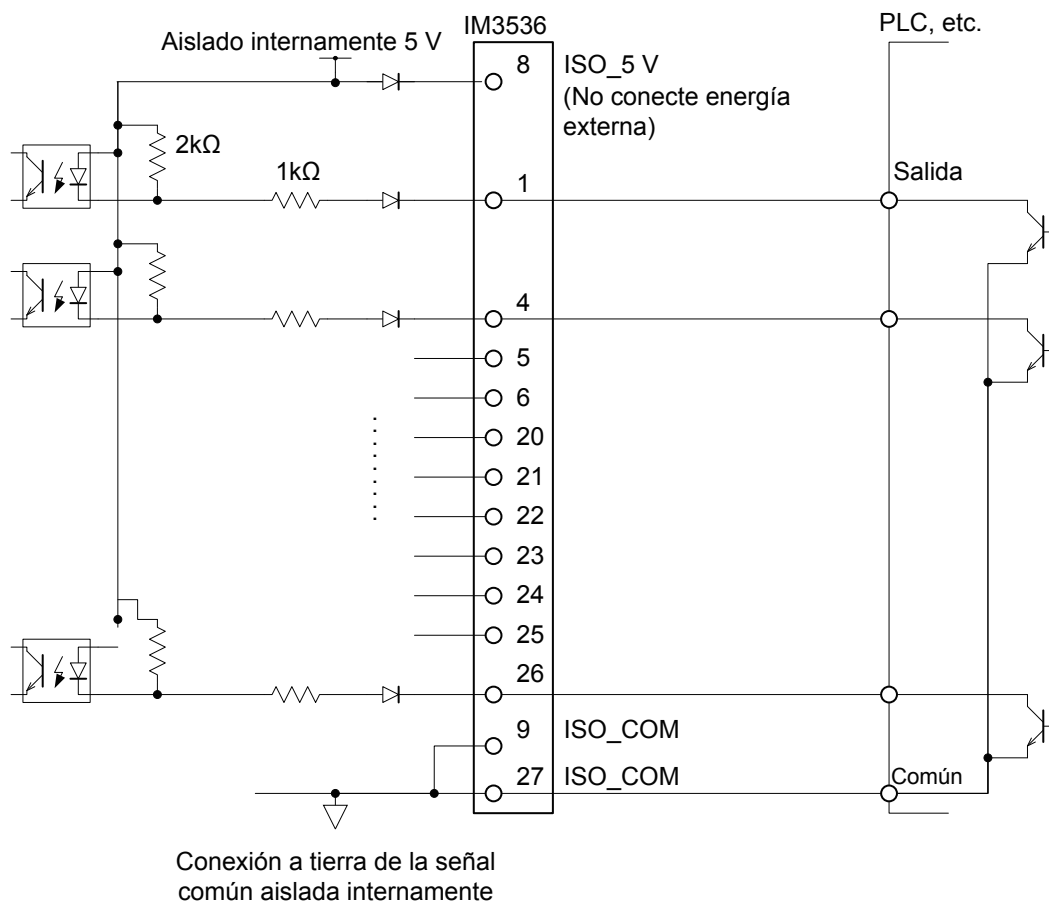 IM3536
PLC, etc.
Aislado internamente 5 V
8
ISO_5 V
(No conecte energía
externa)
2kΩ
1kΩ
1
Salida
4
5
6
20
21
22
23
24
25
26
9
ISO_COM
27
ISO_COM
Común
Conexión a tierra de la señal
común aislada internamente